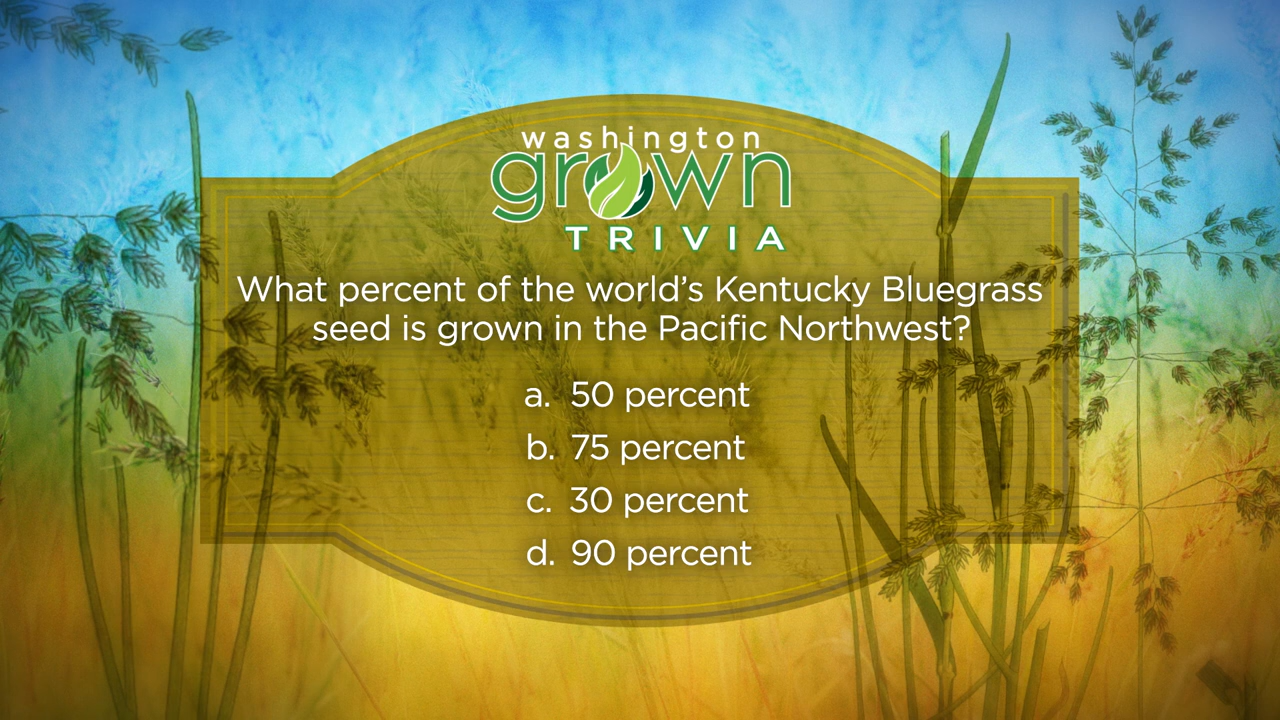 washington
grown
TRIVIA
What percent of the world’s Kentucky Bluegrass
seed is grown in the Pacific Northwest?
a. 50 percent
b. 75 percent
c. 30 percent
d. 90 percent